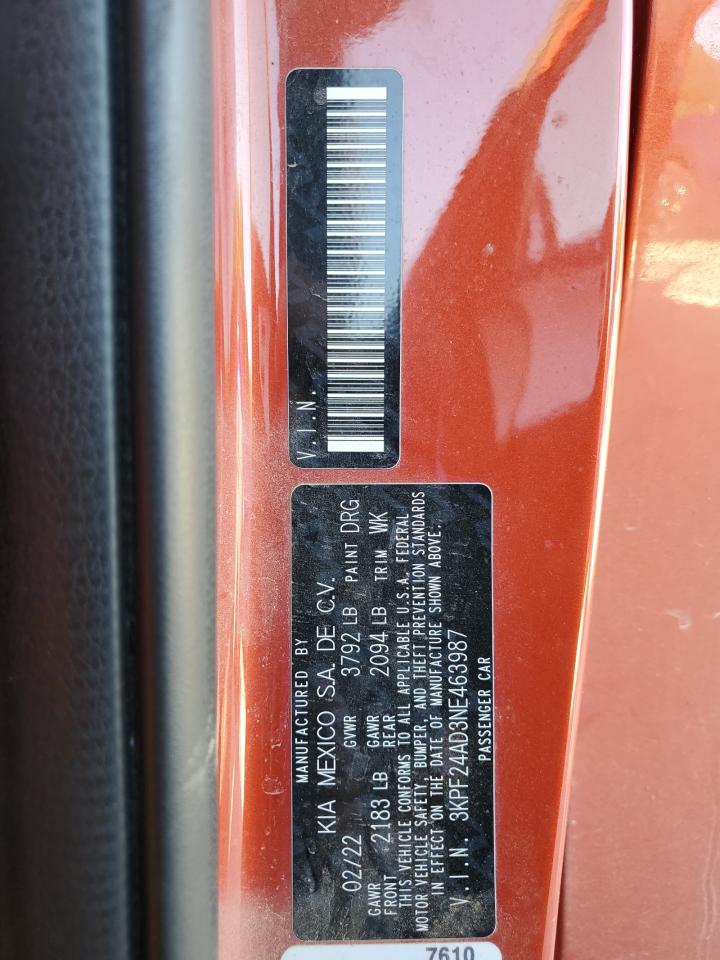 V.I.N.
MANUFACTURED BY
KIA MEXICO S.A. DE C.V.
02/22 GVWR 3792 LB PAINT DRG
GAWR FRONT 2183 LB GAWR REAR 2094 LB TRIM WK
THIS VEHICLE CONFORMS TO ALL APPLICABLE U.S.A. FEDERAL
MOTOR VEHICLE SAFETY, BUMPER, AND THEFT PREVENTION STANDARDS
IN EFFECT ON THE DATE OF MANUFACTURE SHOWN ABOVE.
V.I.N. 3KPF24AD3NE463987
PASSENGER CAR
7610